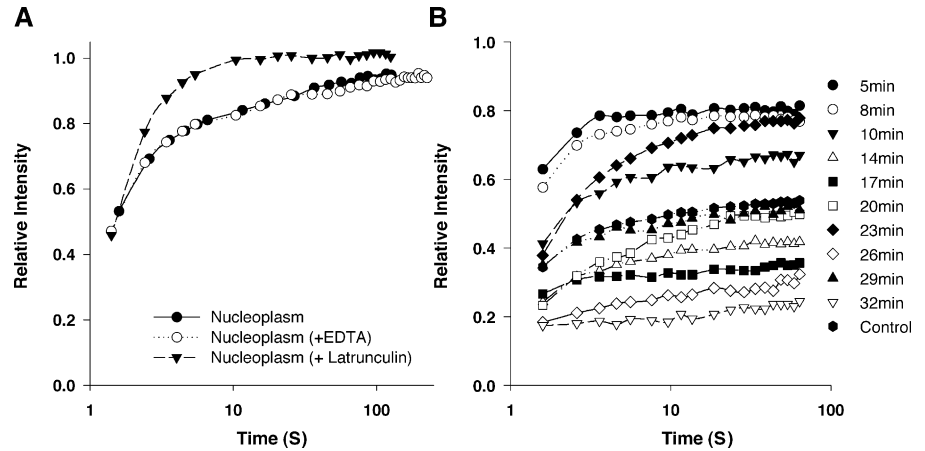 A
Relative Intensity
1.0
0.8
0.6
0.4
0.2
0.0
Nucleoplasm
Nucleoplasm (+EDTA)
Nucleoplasm (+ Latrunculin)
1
10
100
Time (S)
B
Relative Intensity
1.0
0.8
0.6
0.4
0.2
0.0
1
10
100
Time (S)
5min
8min
10min
14min
17min
20min
23min
26min
29min
32min
Control